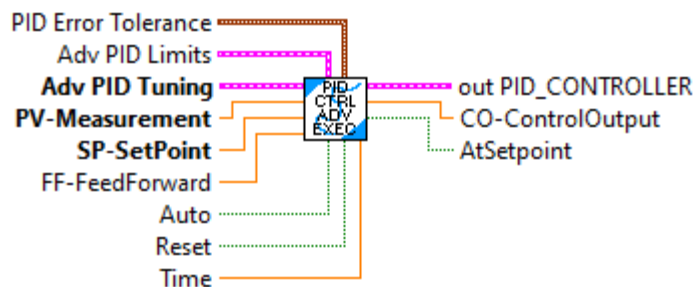 PID Error Tolerance
Adv PID Limits
Adv PID Tuning
PV-Measurement
SP-SetPoint
FF-FeedForward
Auto
Reset
Time
PID
CTRL
ADV
EXEC
out PID_CONTROLLER
CO-ControlOutput
AtSetpoint